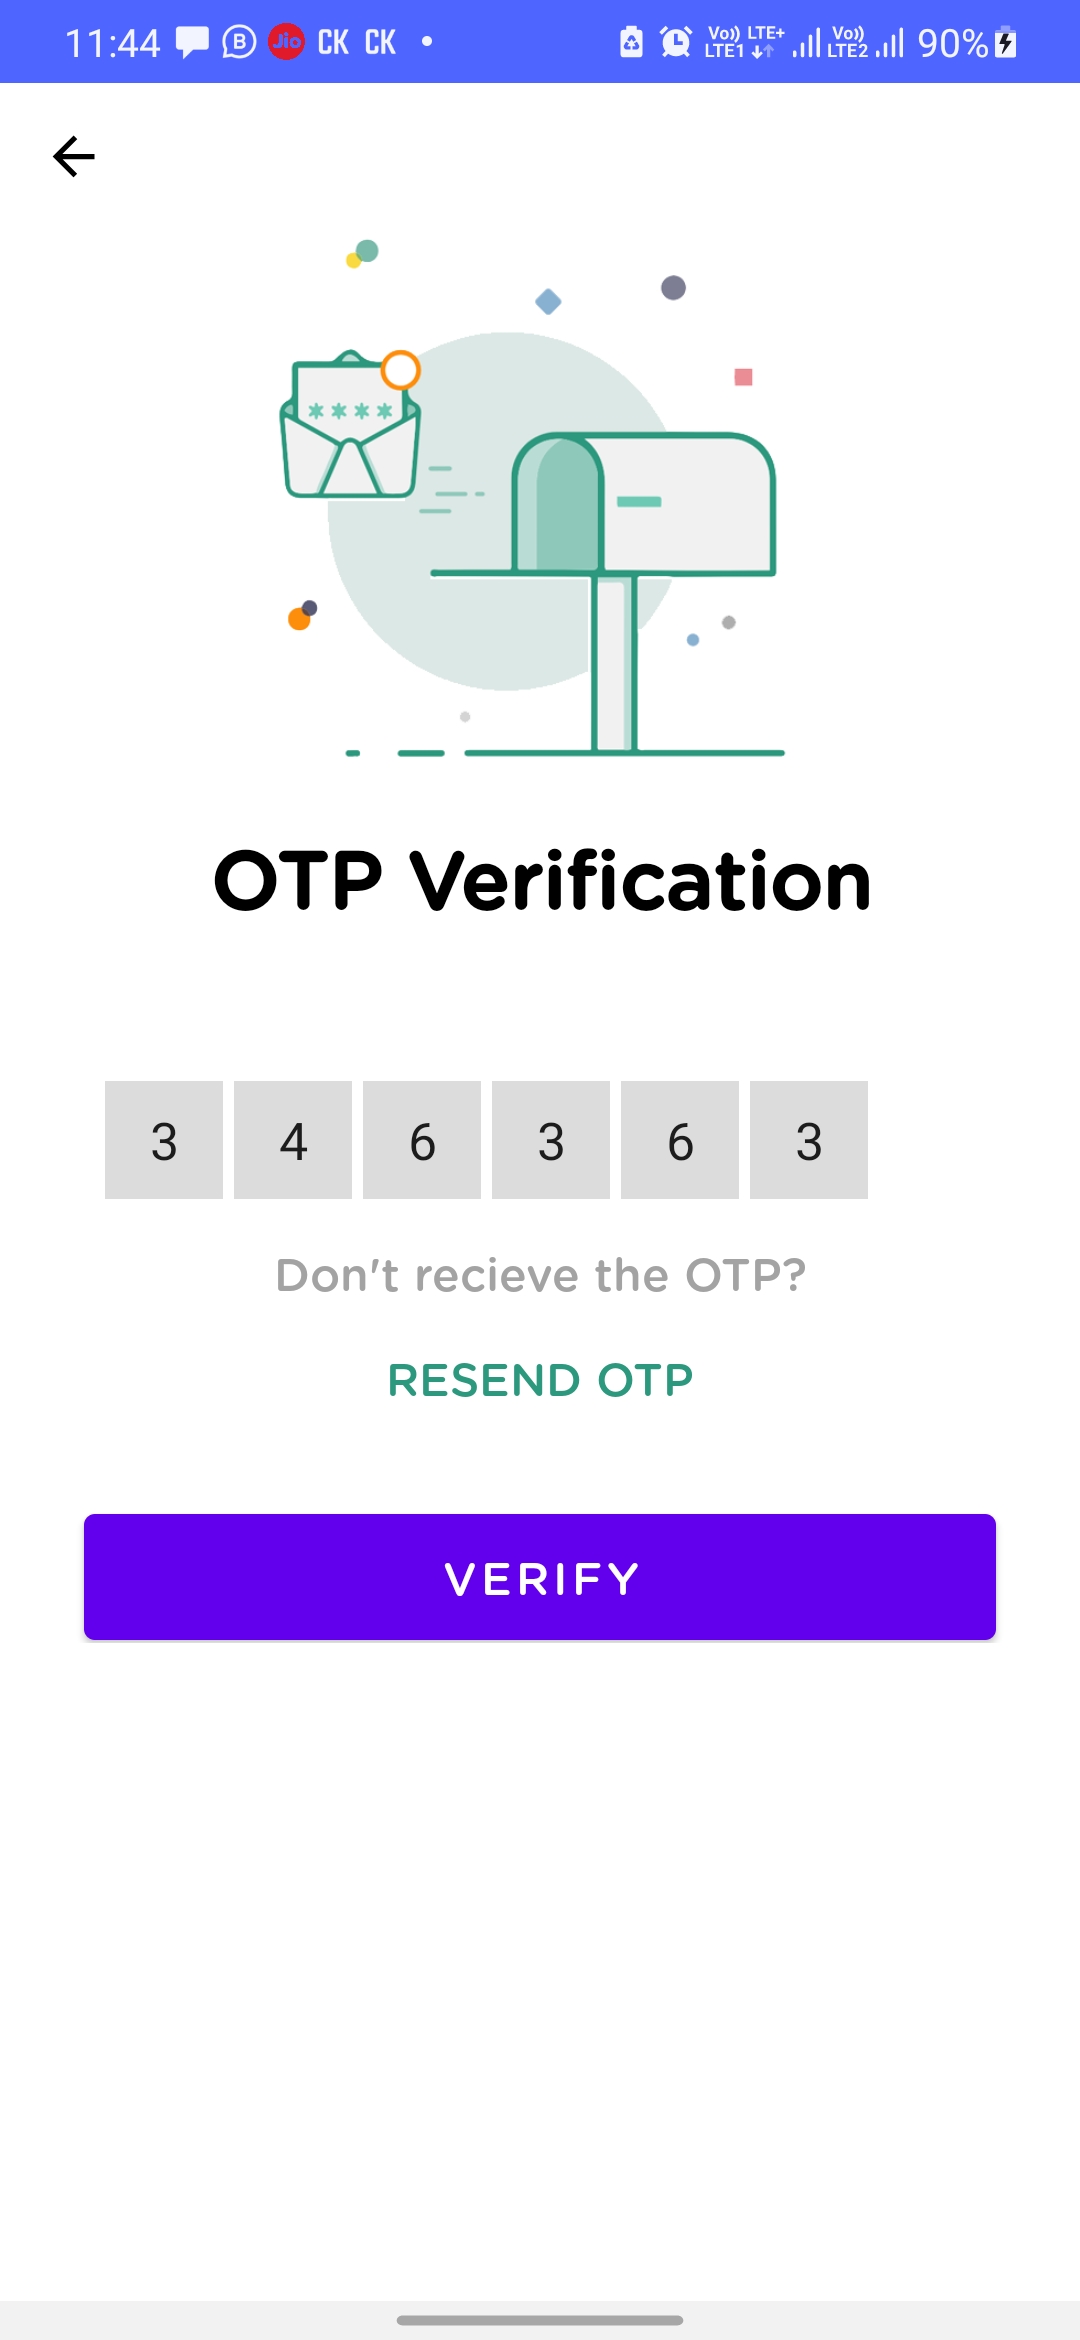 11:44 B Jio CK CK • Vo)) LTE+ LTE1 Vo)) LTE2 90%
****
OTP Verification
3 4 6 3 6 3
Don't recieve the OTP?
RESEND OTP
VERIFY